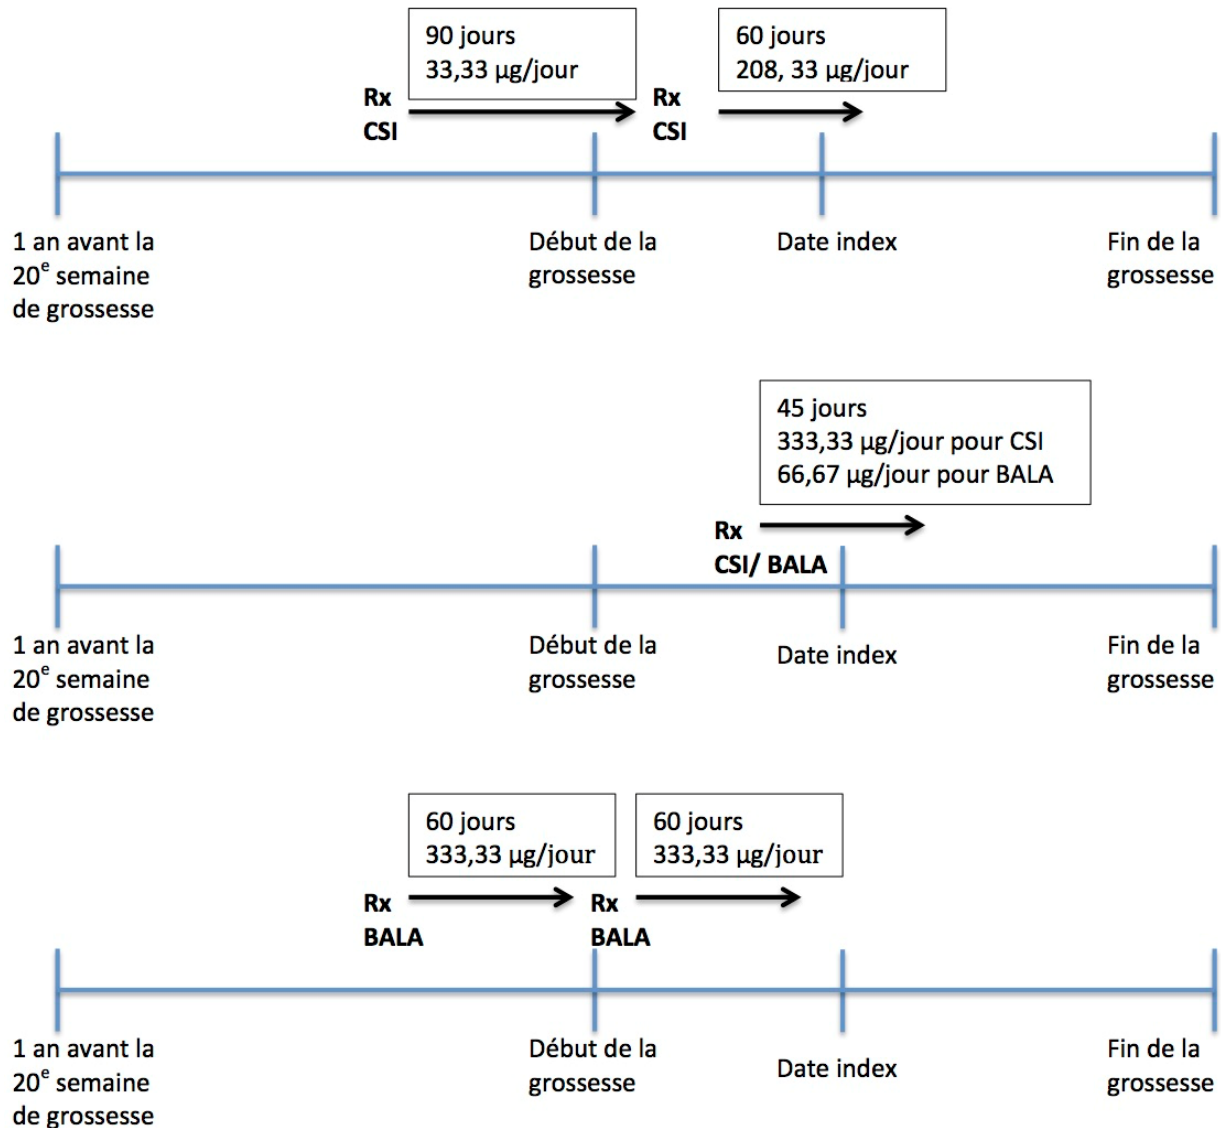 90 jours
33,33 µg/jour
60 jours
208, 33 µg/jour
Rx
CSI
Rx
CSI
1 an avant la
20e semaine
de grossesse
Début de la
grossesse
Date index
Fin de la
grossesse
45 jours
333,33 µg/jour pour CSI
66,67 µg/jour pour BALA
Rx
CSI/ BALA
1 an avant la
20e semaine
de grossesse
Début de la
grossesse
Date index
Fin de la
grossesse
60 jours
333,33 µg/jour
60 jours
333,33 µg/jour
Rx
BALA
Rx
BALA
1 an avant la
20e semaine
de grossesse
Début de la
grossesse
Date index
Fin de la
grossesse